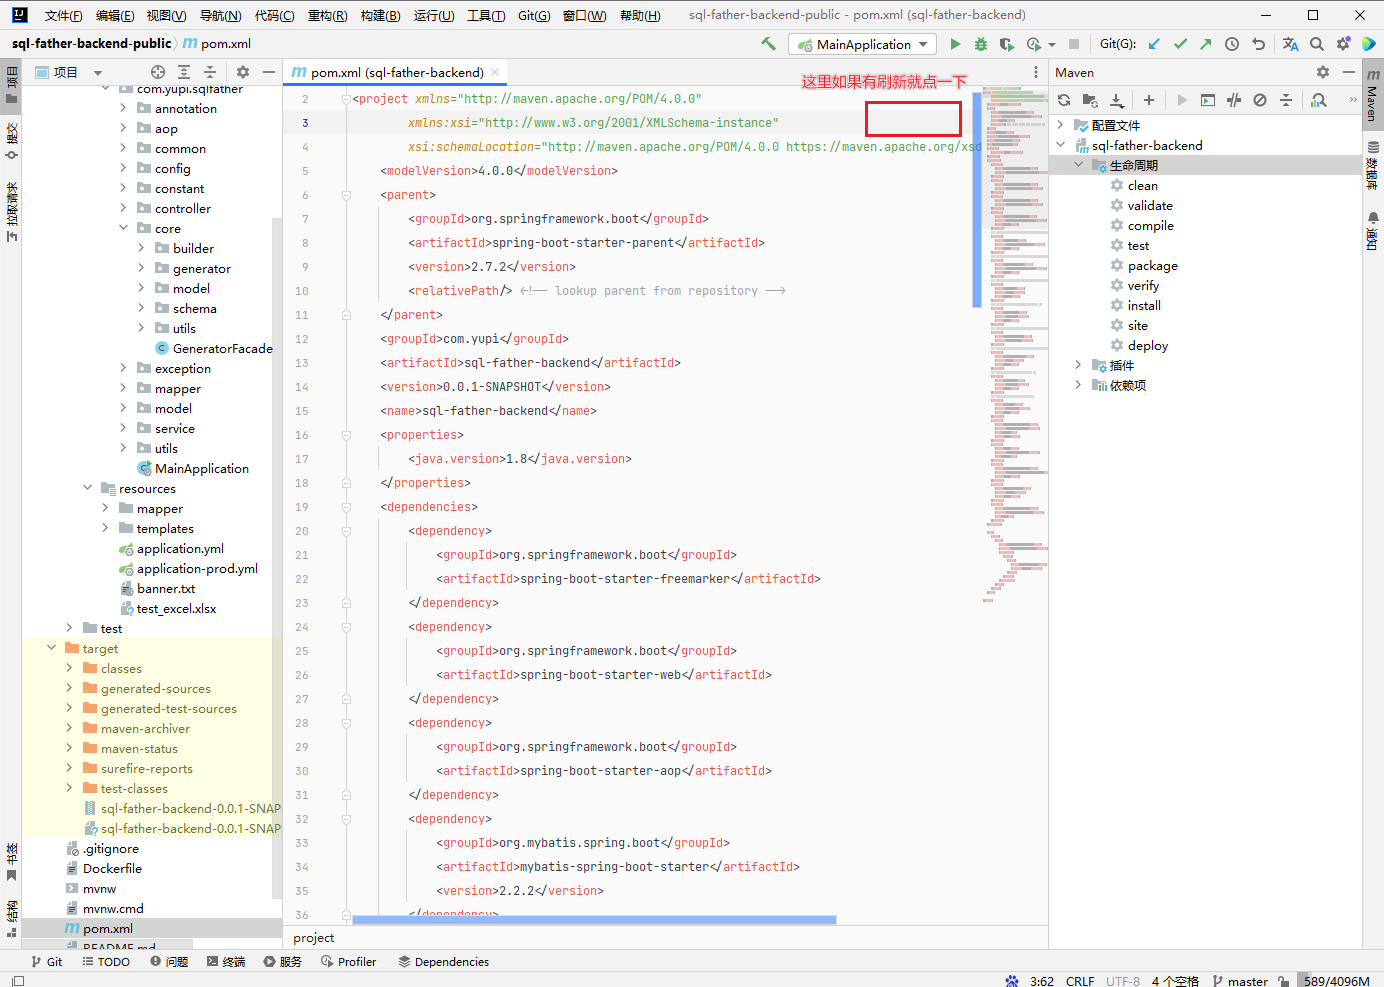 文件(F) 编辑(E) 视图(V) 导航(N) 代码(C) 重构(R) 构建(B) 运行(U) 工具(T) Git(G) 窗口(W) 帮助(H) sql-father-backend-public - pom.xml (sql-father-backend)
sql-father-backend-public pom.xml MainApplication Git(G):
项目
提交
拉取请求
书签
结构
项目
com.yupi.sqlfather
annotation
aop
common
config
constant
controller
core
builder
generator
model
schema
utils
GeneratorFacade
exception
mapper
model
service
utils
MainApplication
resources
mapper
templates
application.yml
application-prod.yml
banner.txt
test_excel.xlsx
test
target
classes
generated-sources
generated-test-sources
maven-archiver
maven-status
surefire-reports
test-classes
sql-father-backend-0.0.1-SNAP
sql-father-backend-0.0.1-SNAP
.gitignore
Dockerfile
mvnw
mvnw.cmd
pom.xml
README.md
pom.xml (sql-father-backend)
这里如果有刷新就点一下
2 <project xmlns="http://maven.apache.org/POM/4.0.0"
3 xmlns:xsi="http://www.w3.org/2001/XMLSchema-instance"
4 xsi:schemaLocation="http://maven.apache.org/POM/4.0.0 https://maven.apache.org/xsd
5 <modelVersion>4.0.0</modelVersion>
6 <parent>
7 <groupId>org.springframework.boot</groupId>
8 <artifactId>spring-boot-starter-parent</artifactId>
9 <version>2.7.2</version>
10 <relativePath/> <!-- lookup parent from repository -->
11 </parent>
12 <groupId>com.yupi</groupId>
13 <artifactId>sql-father-backend</artifactId>
14 <version>0.0.1-SNAPSHOT</version>
15 <name>sql-father-backend</name>
16 <properties>
17 <java.version>1.8</java.version>
18 </properties>
19 <dependencies>
20 <dependency>
21 <groupId>org.springframework.boot</groupId>
22 <artifactId>spring-boot-starter-freemarker</artifactId>
23 </dependency>
24 <dependency>
25 <groupId>org.springframework.boot</groupId>
26 <artifactId>spring-boot-starter-web</artifactId>
27 </dependency>
28 <dependency>
29 <groupId>org.springframework.boot</groupId>
30 <artifactId>spring-boot-starter-aop</artifactId>
31 </dependency>
32 <dependency>
33 <groupId>org.mybatis.spring.boot</groupId>
34 <artifactId>mybatis-spring-boot-starter</artifactId>
35 <version>2.2.2</version>
36 </dependency>
project
Maven
配置文件
sql-father-backend
生命周期
clean
validate
compile
test
package
verify
install
site
deploy
插件
依赖项
Maven
数据库
通知
Git TODO 问题 终端 服务 Profiler Dependencies
3:62 CRLF UTF-8 4 个空格 master 589/4096M